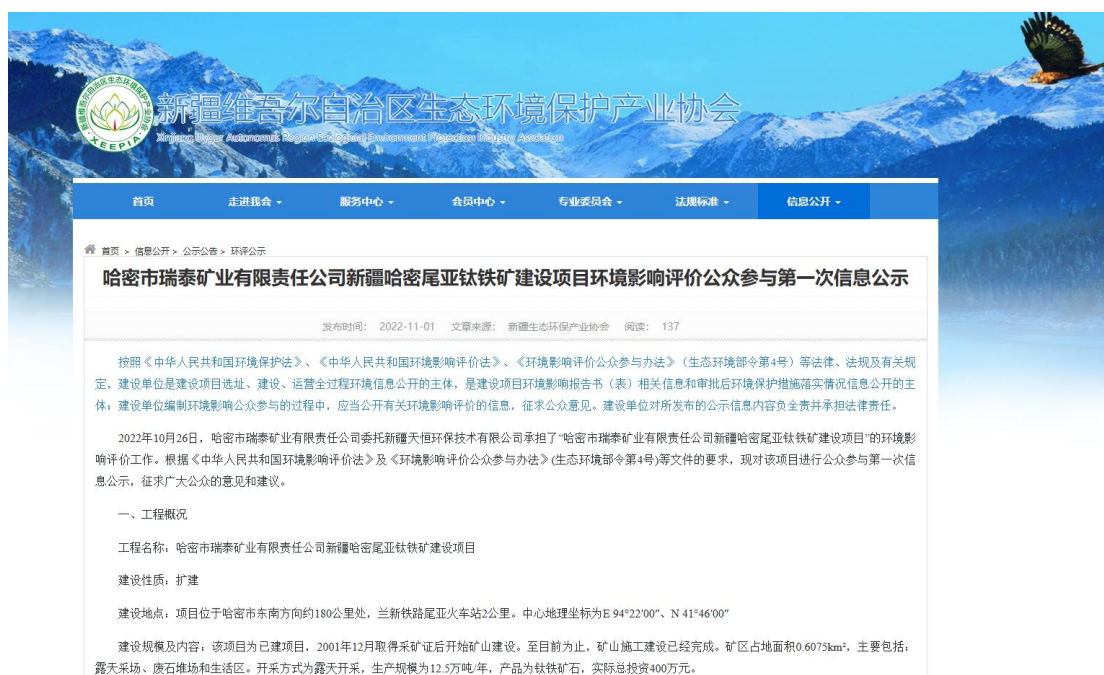 新疆维吾尔自治区生态环境保护产业协会
XEEPIA
首页 走进我会 服务中心 会员中心 专业委员会 法规标准 信息公开
首页 > 信息公开 > 公示公告 > 环评公示
哈密市瑞泰矿业有限责任公司新疆哈密尾亚钛铁矿建设项目环境影响评价公众参与第一次信息公示
发布时间: 2022-11-01 文章来源: 新疆生态环保产业协会 阅读: 137
按照《中华人民共和国环境保护法》、《中华人民共和国环境影响评价法》、《环境影响评价公众参与办法》(生态环境部令第4号)等法律、法规及有关规
定，建设单位是建设项目选址、建设、运营全过程环境信息公开的主体，是建设项目环境影响报告书（表）相关信息和审批后环境保护措施落实情况信息公开的主
体；建设单位编制环境影响公众参与的过程中，应当公开有关环境影响评价的信息，征求公众意见。建设单位对所发布的公示信息内容负全责并承担法律责任。
2022年10月26日，哈密市瑞泰矿业有限责任公司委托新疆天恒环保技术有限公司承担了"哈密市瑞泰矿业有限责任公司新疆哈密尾亚钛铁矿建设项目"的环境影
响评价工作。根据《中华人民共和国环境影响评价法》及《环境影响评价公众参与办法》(生态环境部令第4号)等文件的要求，现对该项目进行公众参与第一次信
息公示，征求广大公众的意见和建议。
一、工程概况
工程名称：哈密市瑞泰矿业有限责任公司新疆哈密尾亚钛铁矿建设项目
建设性质：扩建
建设地点：项目位于哈密市东南方向约180公里处，兰新铁路尾亚火车站2公里。中心地理坐标为E 94°22'00"、N 41°46'00"
建设规模及内容：该项目为已建项目，2001年12月取得采矿证后开始矿山建设。至目前为止，矿山施工建设已经完成。矿区占地面积0.6075km²，主要包括：
露天采场、废石堆场和生活区。开采方式为露天开采，生产规模为12.5万吨/年，产品为钛铁矿石，实际总投资400万元。